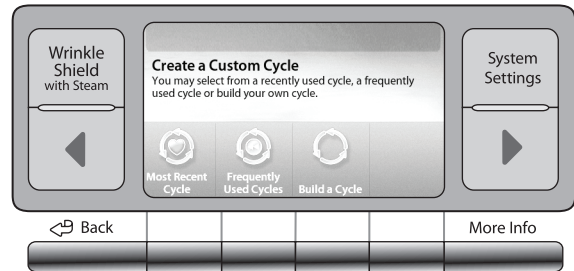 Wrinkle
Shield
with Steam
Create a Custom Cycle
You may select from a recently used cycle, a frequently
used cycle or build your own cycle.
Most Recent
Cycle
Frequently
Used Cycles
Build a Cycle
System
Settings
Back
More Info